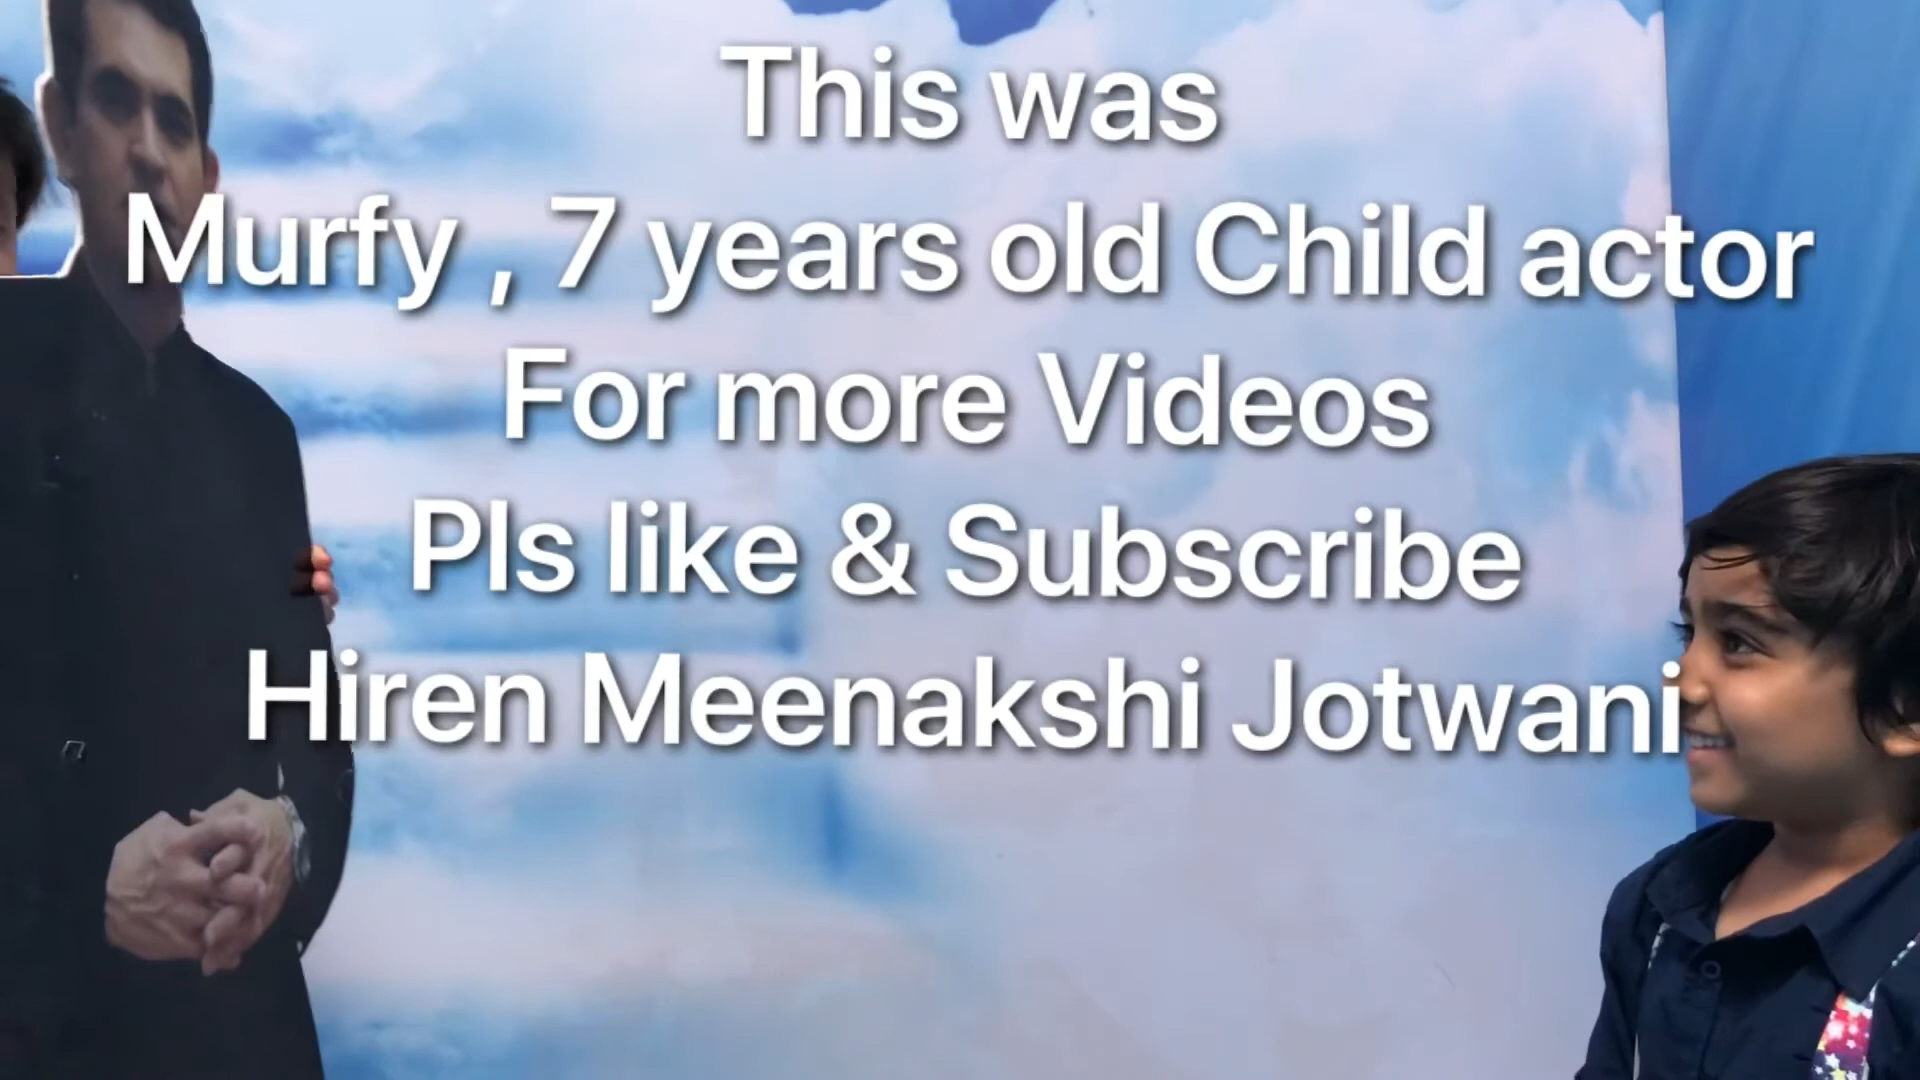 This was
Murfy , 7 years old Child actor
For more Videos
Pls like & Subscribe
Hiren Meenakshi Jotwani